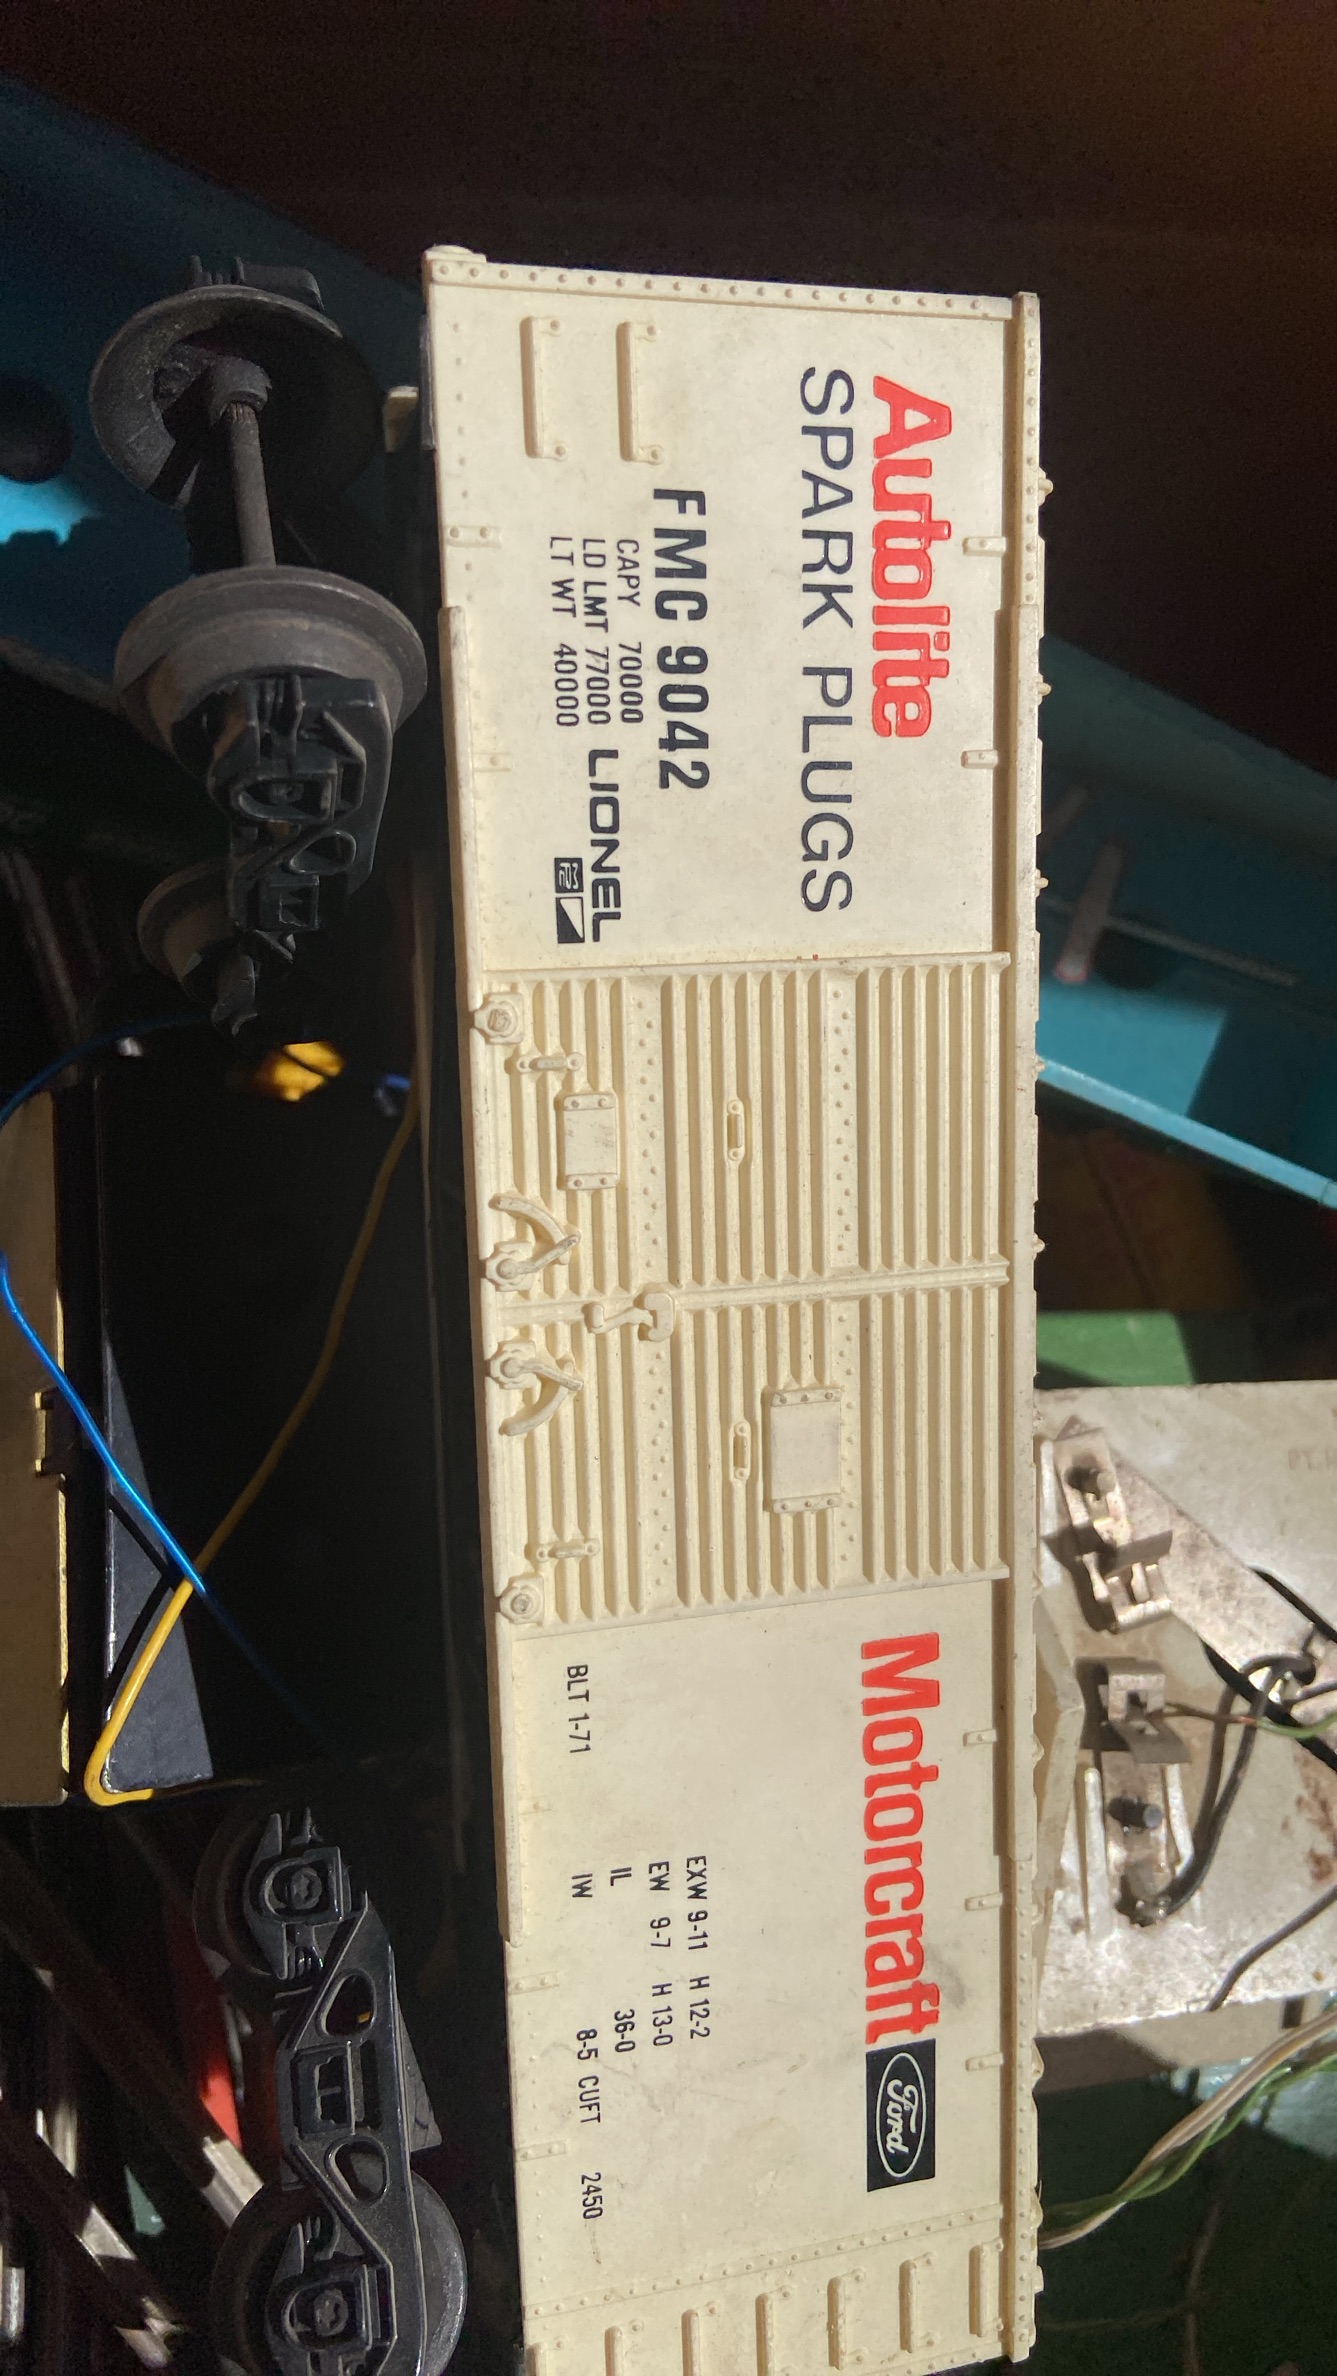 Autolite
SPARK PLUGS
FMC 9042
CAPY 70000
LD LMT 77000
LT WT 40000
LIONEL
Motorcraft
Ford
BLT 1-71
EXW 9-11 H 12-2
EW 9-7 H 13-0
IL 36-0
IW 8-5 CUFT 2450